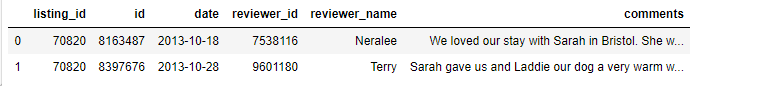 listing_id id date reviewer_id reviewer_name comments
0 70820 8163487 2013-10-18 7538116 Neralee We loved our stay with Sarah in Bristol. She w...
1 70820 8397676 2013-10-28 9601180 Terry Sarah gave us and Laddie our dog a very warm w...